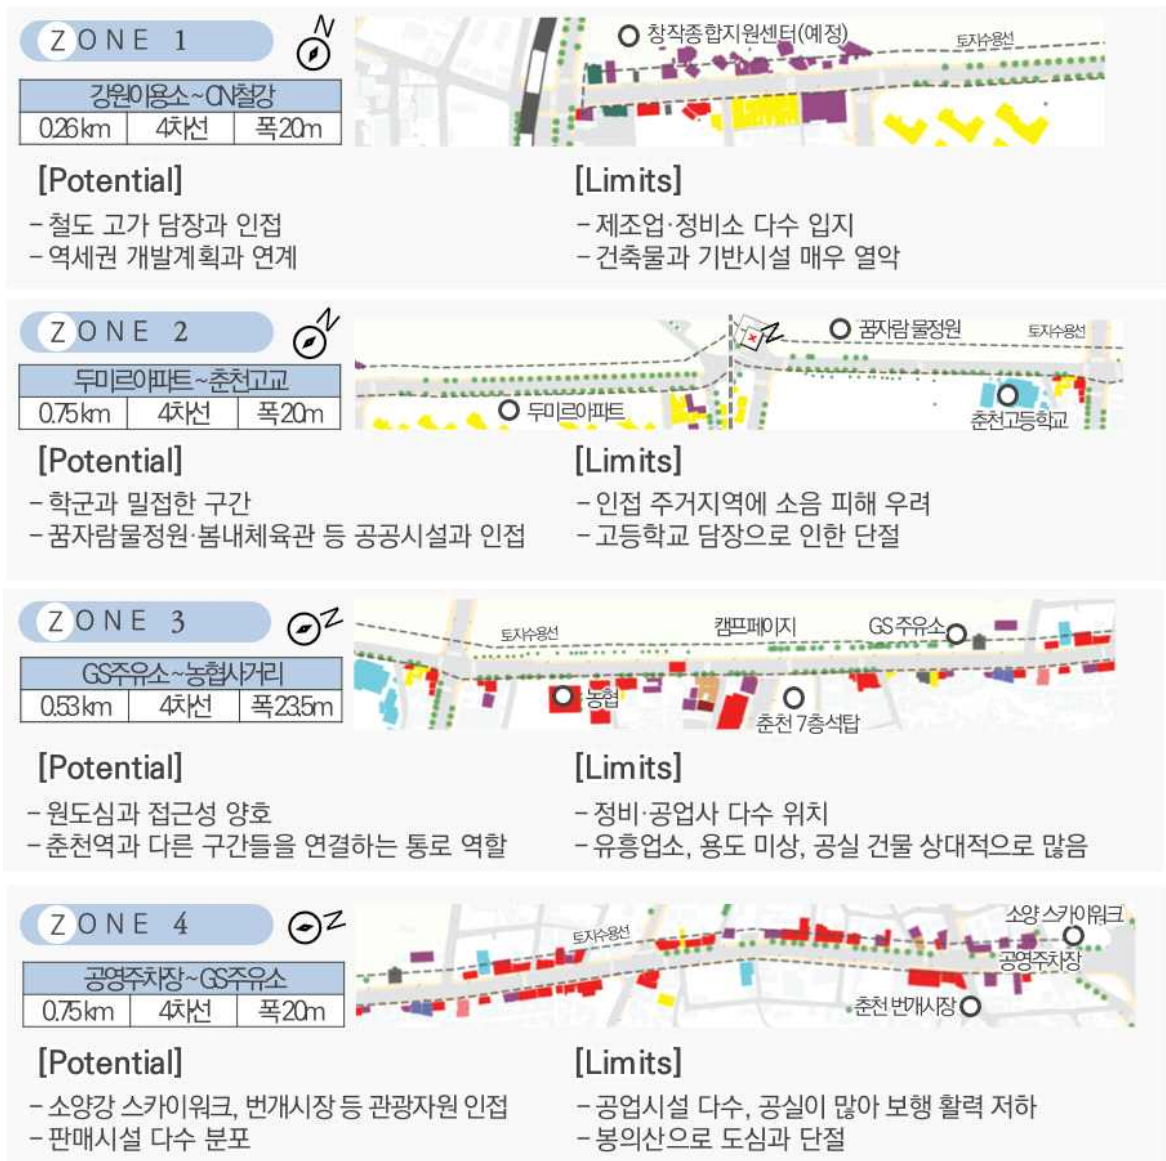 ZONE 1
N
강원이용소~CN철강
0.26km 4차선 폭20m
창작종합지원센터(예정)
토지수용선
[Potential]
- 철도 고가 담장과 인접
- 역세권 개발계획과 연계
[Limits]
- 제조업·정비소 다수 입지
- 건축물과 기반시설 매우 열악
ZONE 2
N
두미르아파트~춘천고교
0.75km 4차선 폭20m
N
꿈자람 물정원
토지수용선
두미르아파트
춘천고등학교
[Potential]
- 학군과 밀접한 구간
- 꿈자람물정원·봄내체육관 등 공공시설과 인접
[Limits]
- 인접 주거지역에 소음 피해 우려
- 고등학교 담장으로 인한 단절
ZONE 3
N
GS주유소~농협사거리
0.53km 4차선 폭23.5m
토지수용선
캠프페이지
GS주유소
농협
춘천 7층석탑
[Potential]
- 원도심과 접근성 양호
- 춘천역과 다른 구간들을 연결하는 통로 역할
[Limits]
- 정비·공업사 다수 위치
- 유흥업소, 용도 미상, 공실 건물 상대적으로 많음
ZONE 4
N
공영주차장~GS주유소
0.75km 4차선 폭20m
토지수용선
소양 스카이워크
공영주차장
춘천 번개시장
[Potential]
- 소양강 스카이워크, 번개시장 등 관광자원 인접
- 판매시설 다수 분포
[Limits]
- 공업시설 다수, 공실이 많아 보행 활력 저하
- 봉의산으로 도심과 단절